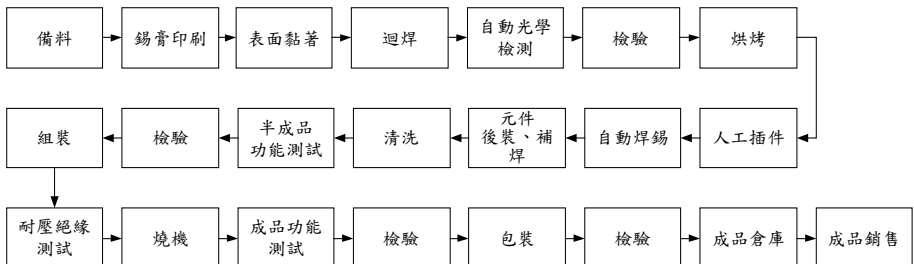 備料
錫膏印刷
表面黏著
迴焊
自動光學
檢測
檢驗
烘烤
人工插件
自動焊錫
元件
後裝、補
焊
清洗
半成品
功能測試
檢驗
組裝
耐壓絕緣
測試
燒機
成品功能
測試
檢驗
包裝
檢驗
成品倉庫
成品銷售